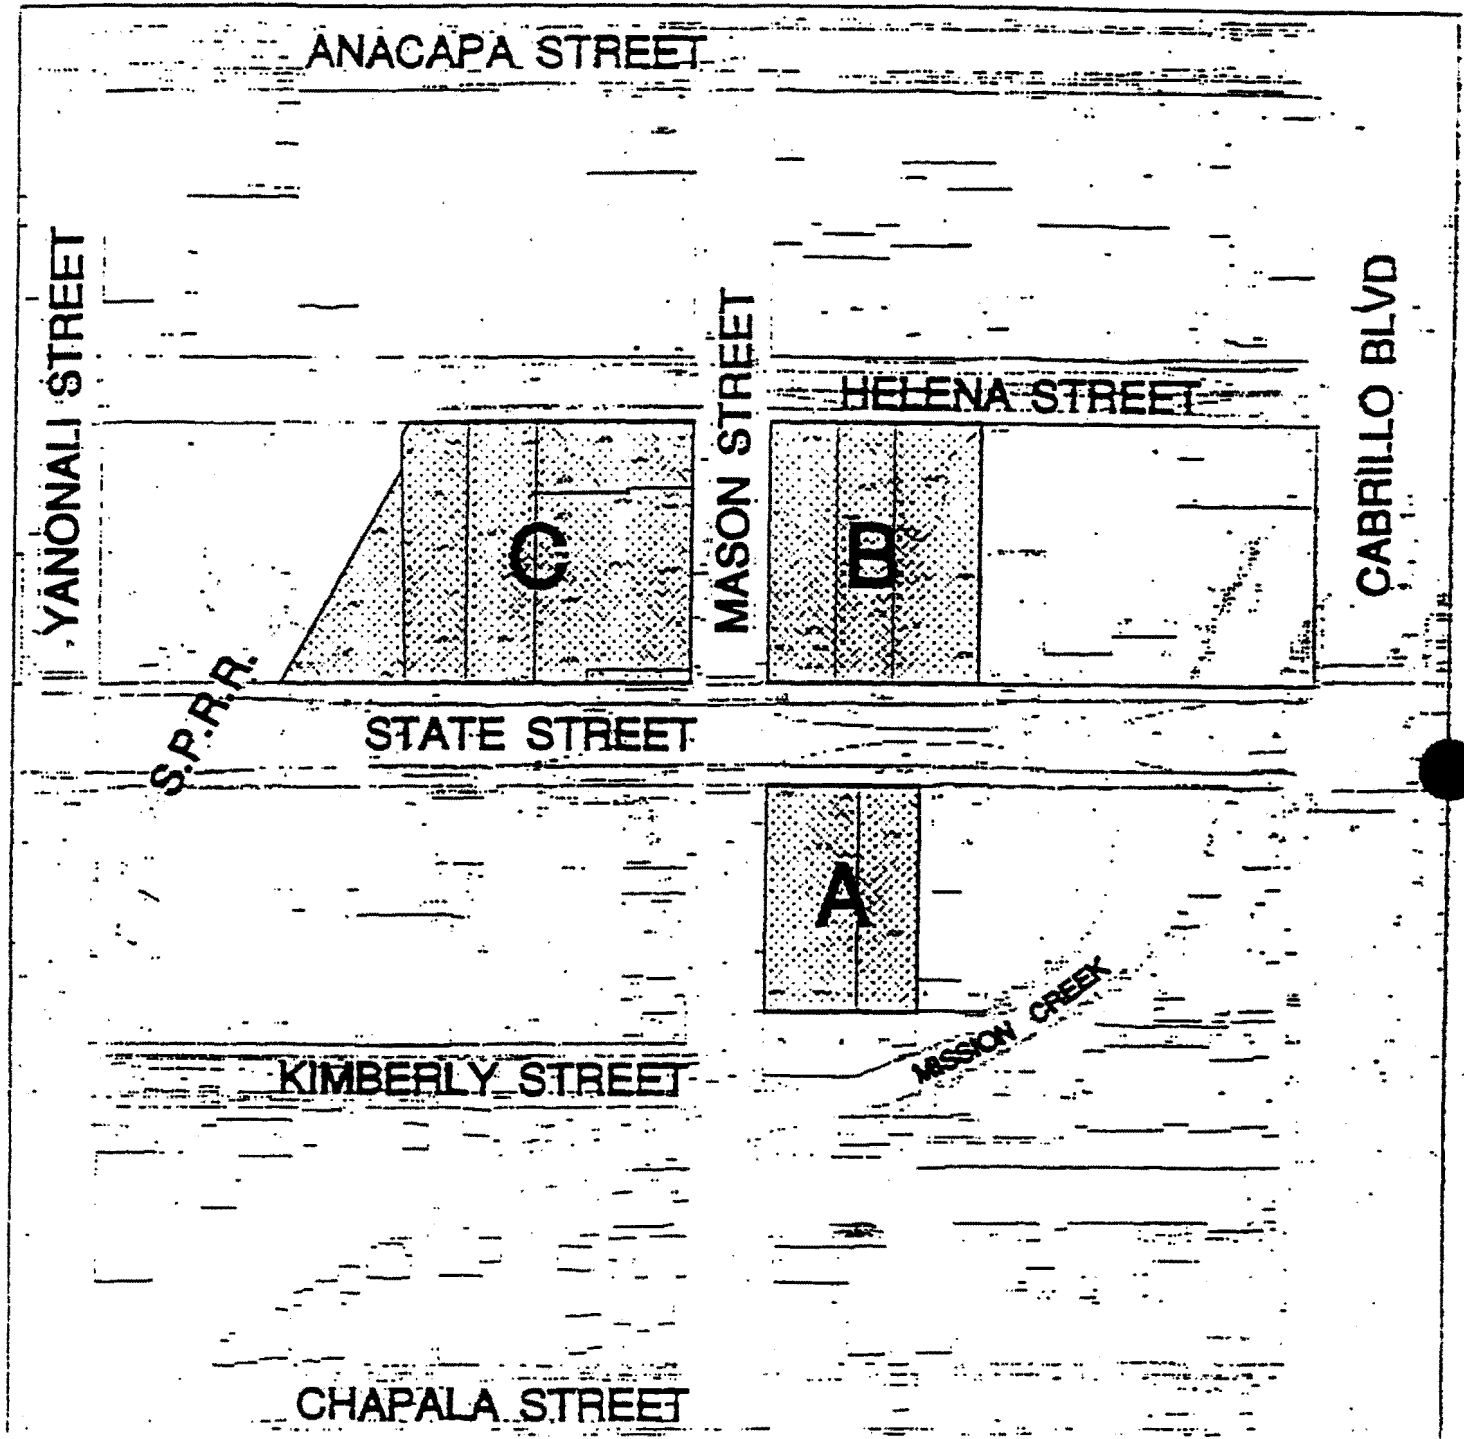 ANACAPA STREET
YANONALI STREET
MASON STREET
HELENA STREET
CABRILLO BLVD
C
B
S.P.R.R.
STATE STREET
A
MISSION CREEK
KIMBERLY STREET
CHAPALA STREET